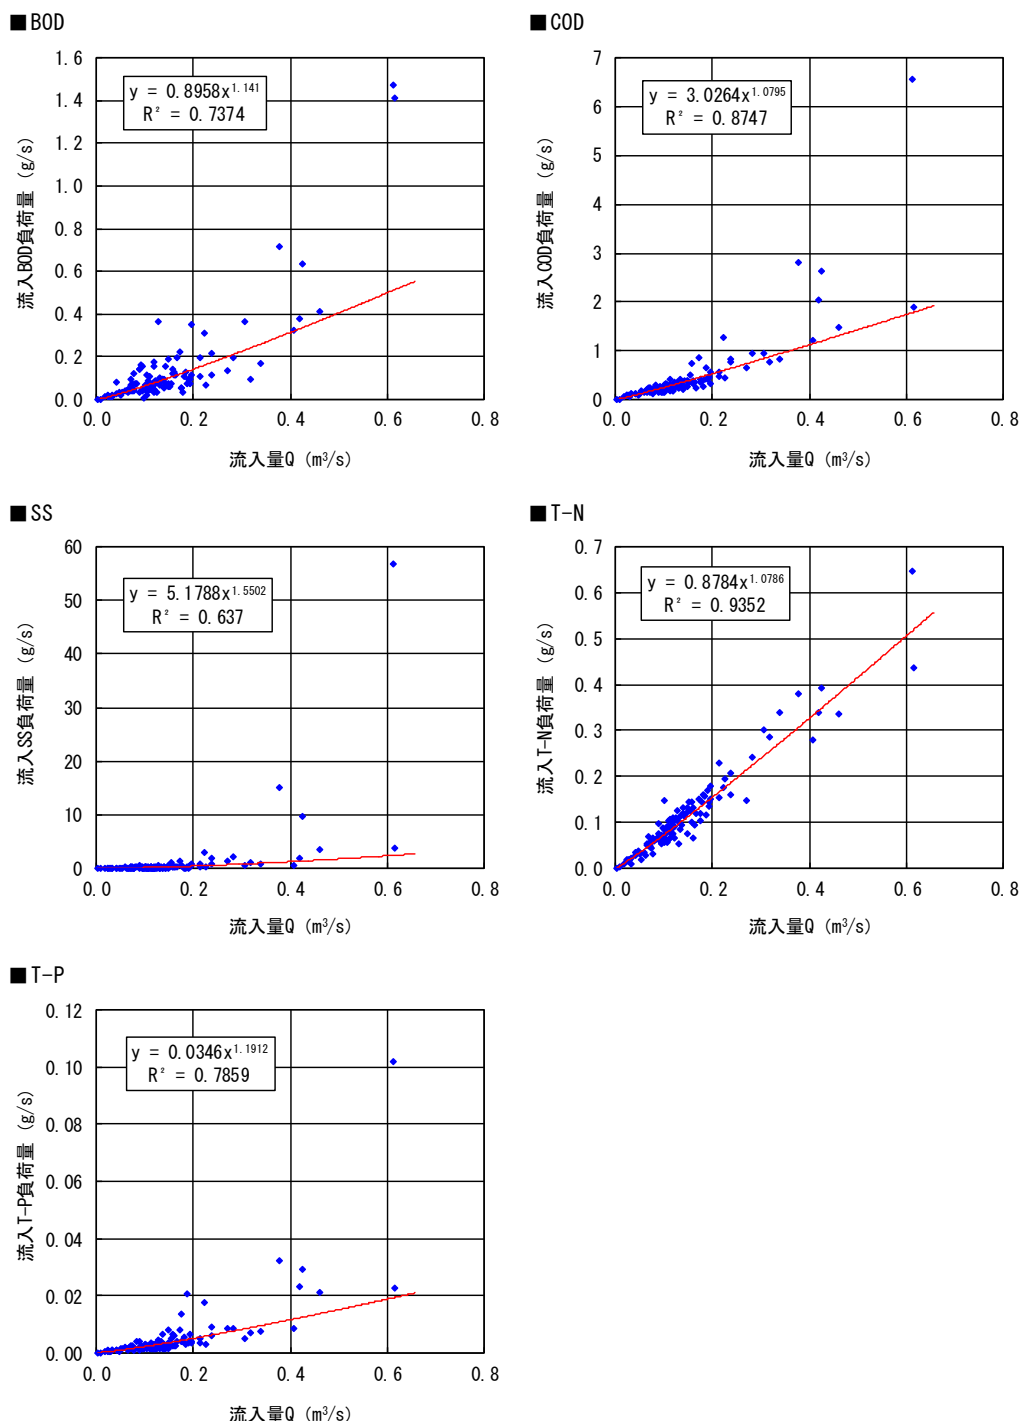 ■BOD
1.6
1.4
1.2
1.0
0.8
0.6
0.4
0.2
0.0
y = 0.8958x^1.141
R² = 0.7374
流入BOD負荷量 (g/s)
0.0 0.2 0.4 0.6 0.8
流入量Q (m³/s)
■COD
7
6
5
4
3
2
1
0
y = 3.0264x^1.0795
R² = 0.8747
流入COD負荷量 (g/s)
0.0 0.2 0.4 0.6 0.8
流入量Q (m³/s)
■SS
60
50
40
30
20
10
0
y = 5.1788x^1.5502
R² = 0.637
流入SS負荷量 (g/s)
0.0 0.2 0.4 0.6 0.8
流入量Q (m³/s)
■T-N
0.7
0.6
0.5
0.4
0.3
0.2
0.1
0.0
y = 0.8784x^1.0786
R² = 0.9352
流入T-N負荷量 (g/s)
0.0 0.2 0.4 0.6 0.8
流入量Q (m³/s)
■T-P
0.12
0.10
0.08
0.06
0.04
0.02
0.00
y = 0.0346x^1.1912
R² = 0.7859
流入T-P負荷量 (g/s)
0.0 0.2 0.4 0.6 0.8
流入量Q (m³/s)